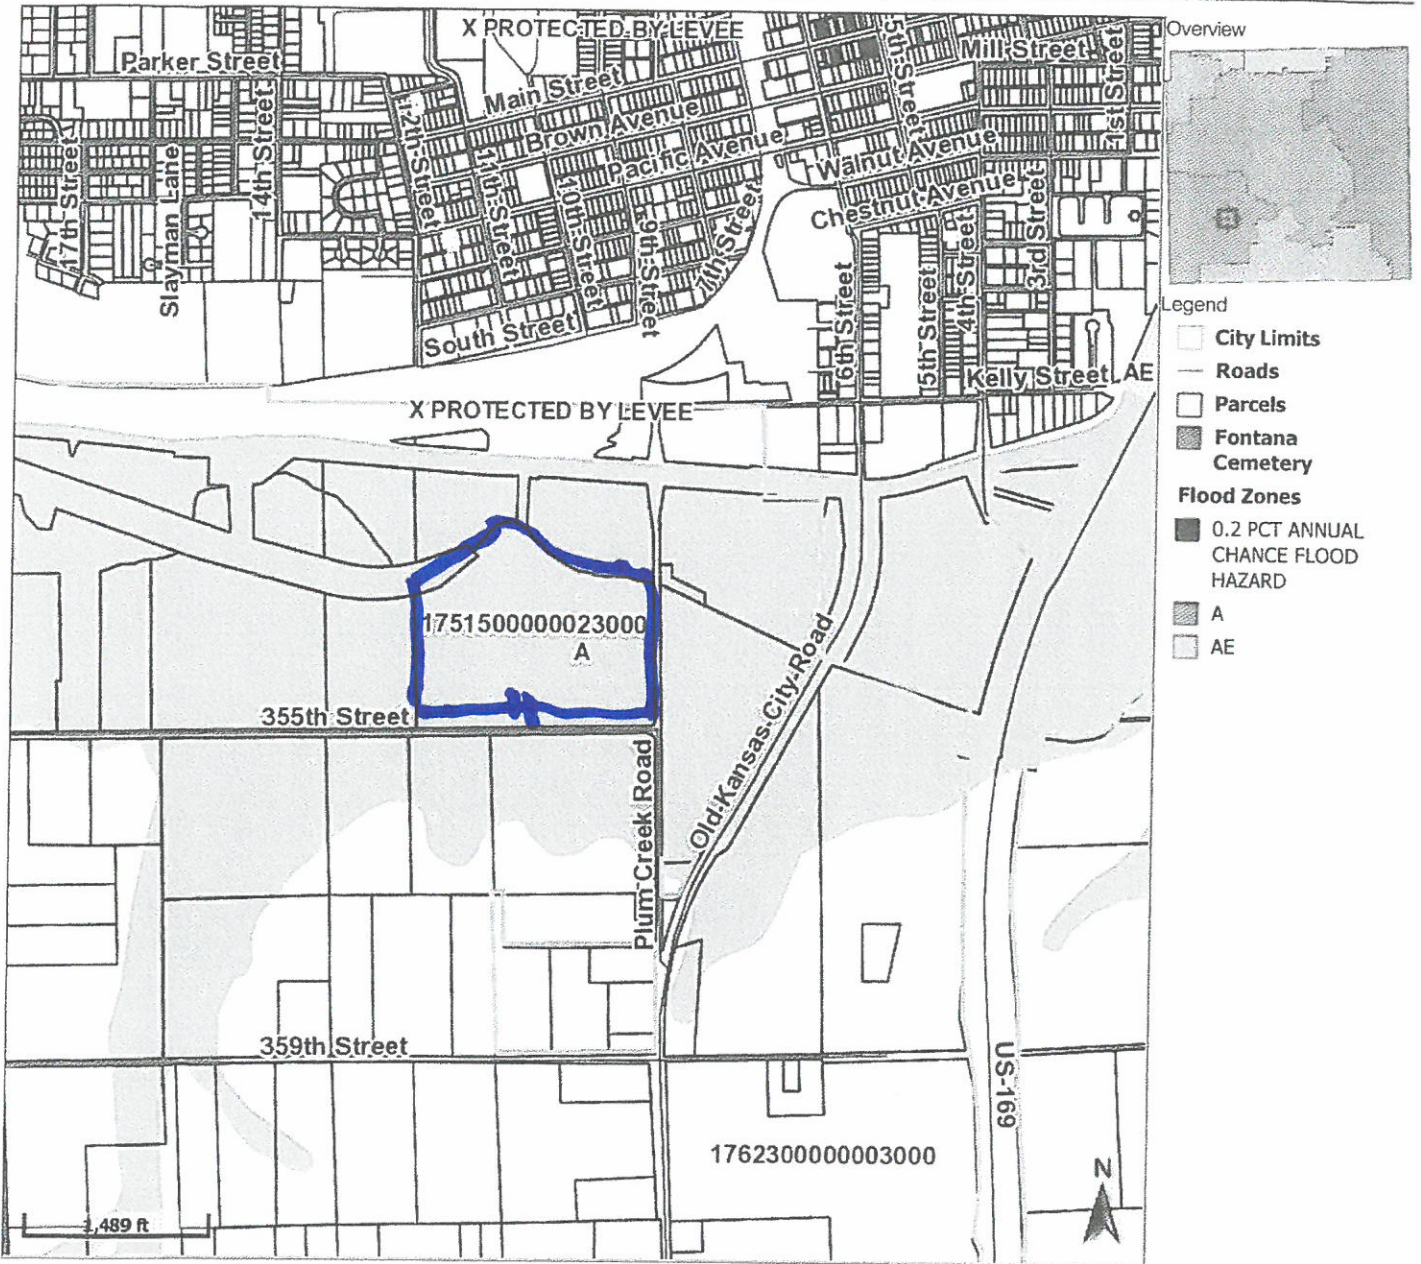 X PROTECTED BY LEVEE
Parker Street
Main Street
Brown Avenue
Pacific Avenue
Mill Street
5th Street
1st Street
Walnut Avenue
Chestnut Avenue
17th Street
Slayman Lane
14th Street
12th Street
11th Street
10th Street
9th Street
7th Street
South Street
6th Street
5th Street
4th Street
3rd Street
Kelly Street
AE
X PROTECTED BY LEVEE
1751500000023000
A
355th Street
Plum Creek Road
Old Kansas City Road
359th Street
US-169
1762300000003000
1,489 ft
N
Overview
Legend
City Limits
Roads
Parcels
Fontana
Cemetery
Flood Zones
0.2 PCT ANNUAL
CHANCE FLOOD
HAZARD
A
AE